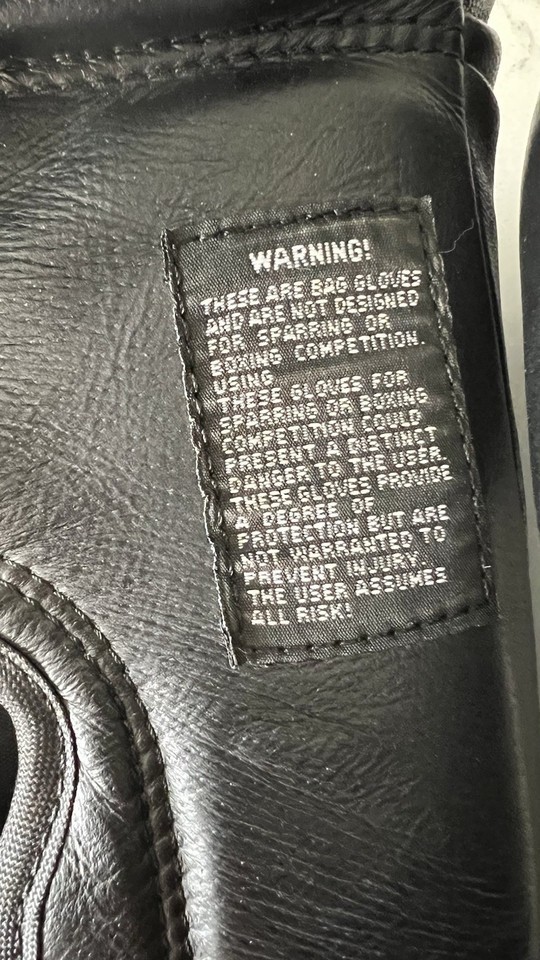 WARNING!
THESE ARE BAG GLOVES
AND ARE NOT DESIGNED
FOR SPARRING OR
BOXING COMPETITION.
USING
THESE GLOVES FOR
SPARRING OR BOXING
COMPETITION COULD
PRESENT A DISTINCT
DANGER TO THE USER
THESE GLOVES PROVIDE
A DEGREE OF
PROTECTION BUT ARE
NOT WARRANTED TO
PREVENT INJURY.
THE USER ASSUMES
ALL RISK!